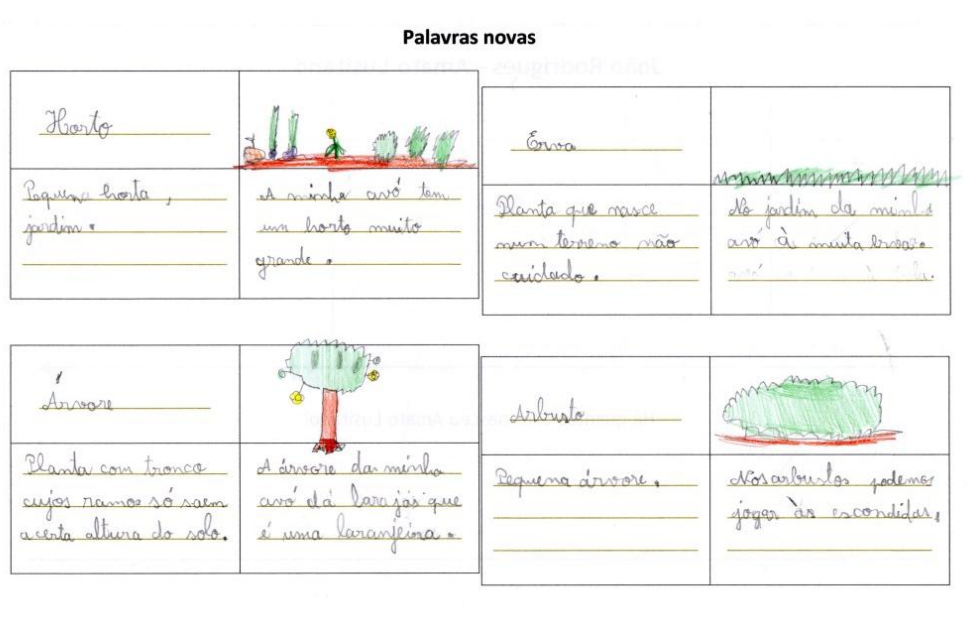 Palavras novas
Horto
Pequena horta,
jardim.
A minha avó tem
um horto muito
grande.
Erva
Planta que nasce
num terreno não
cuidado.
No jardim da minha
avó à muita ervas.
Árvore
Planta com tronco
cujos ramos só saem
a certa altura do solo.
A árvore da minha
avó dá laranjas que
é uma laranjeira.
Arbusto
Pequena árvore.
Nos arbustos podemos
jogar às escondidas.